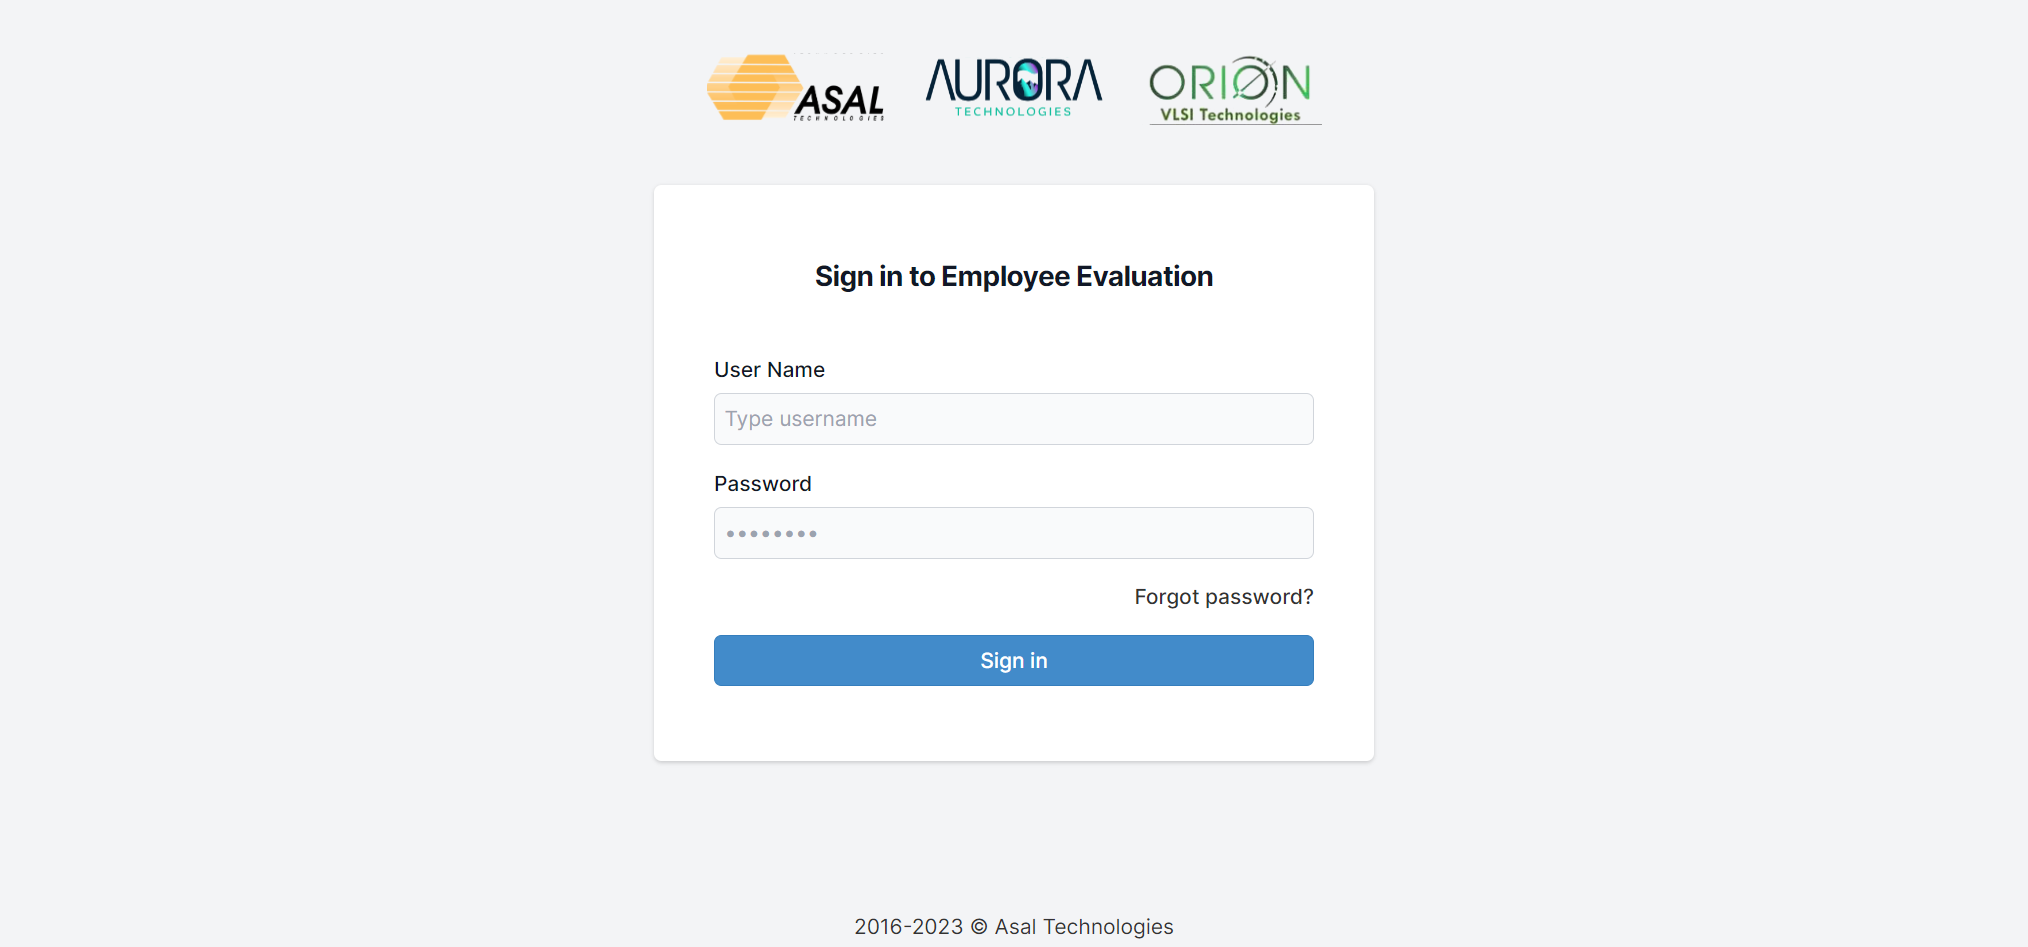 ASAL
TECHNOLOGIES
AURORA
TECHNOLOGIES
ORION
VLSI Technologies
Sign in to Employee Evaluation
User Name
Type username
Password
••••••••
Forgot password?
Sign in
2016-2023 © Asal Technologies